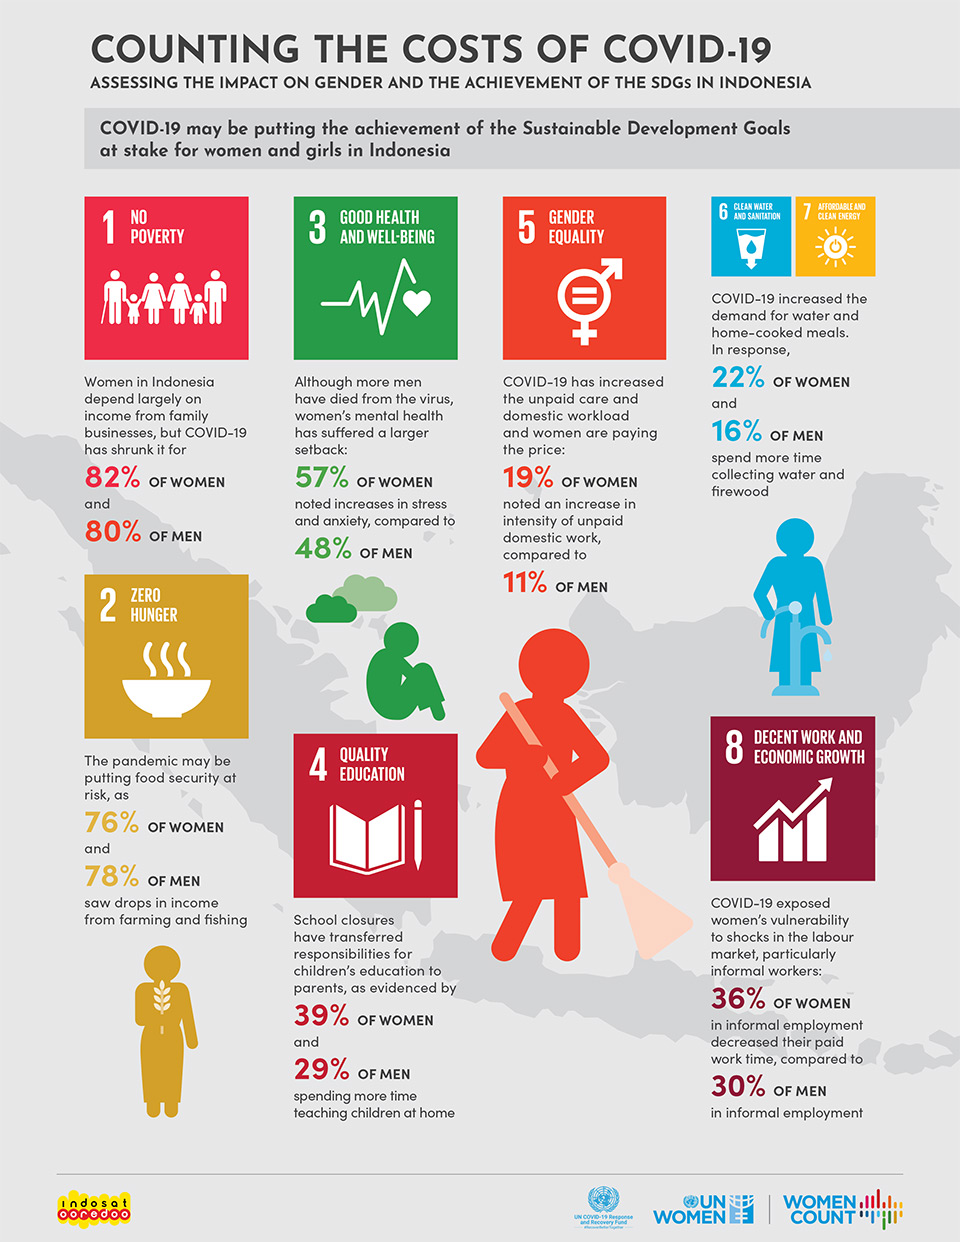 COUNTING THE COSTS OF COVID-19
ASSESSING THE IMPACT ON GENDER AND THE ACHIEVEMENT OF THE SDGs IN INDONESIA
COVID-19 may be putting the achievement of the Sustainable Development Goals
at stake for women and girls in Indonesia
1 NO
POVERTY
Women in Indonesia
depend largely on
income from family
businesses, but COVID-19
has shrunk it for
82% OF WOMEN
and
80% OF MEN
2 ZERO
HUNGER
The pandemic may be
putting food security at
risk, as
76% OF WOMEN
and
78% OF MEN
saw drops in income
from farming and fishing
3 GOOD HEALTH
AND WELL-BEING
Although more men
have died from the virus,
women's mental health
has suffered a larger
setback:
57% OF WOMEN
noted increases in stress
and anxiety, compared to
48% OF MEN
4 QUALITY
EDUCATION
School closures
have transferred
responsibilities for
children's education to
parents, as evidenced by
39% OF WOMEN
and
29% OF MEN
spending more time
teaching children at home
5 GENDER
EQUALITY
COVID-19 has increased
the unpaid care and
domestic workload
and women are paying
the price:
19% OF WOMEN
noted an increase in
intensity of unpaid
domestic work,
compared to
11% OF MEN
6 CLEAN WATER
AND SANITATION
7 AFFORDABLE AND
CLEAN ENERGY
COVID-19 increased the
demand for water and
home-cooked meals.
In response,
22% OF WOMEN
and
16% OF MEN
spend more time
collecting water and
firewood
8 DECENT WORK AND
ECONOMIC GROWTH
COVID-19 exposed
women's vulnerability
to shocks in the labour
market, particularly
informal workers:
36% OF WOMEN
in informal employment
decreased their paid
work time, compared to
30% OF MEN
in informal employment
indosat
ooredoo
UN COVID-19 Response
and Recovery Fund
UN
WOMEN
WOMEN
COUNT